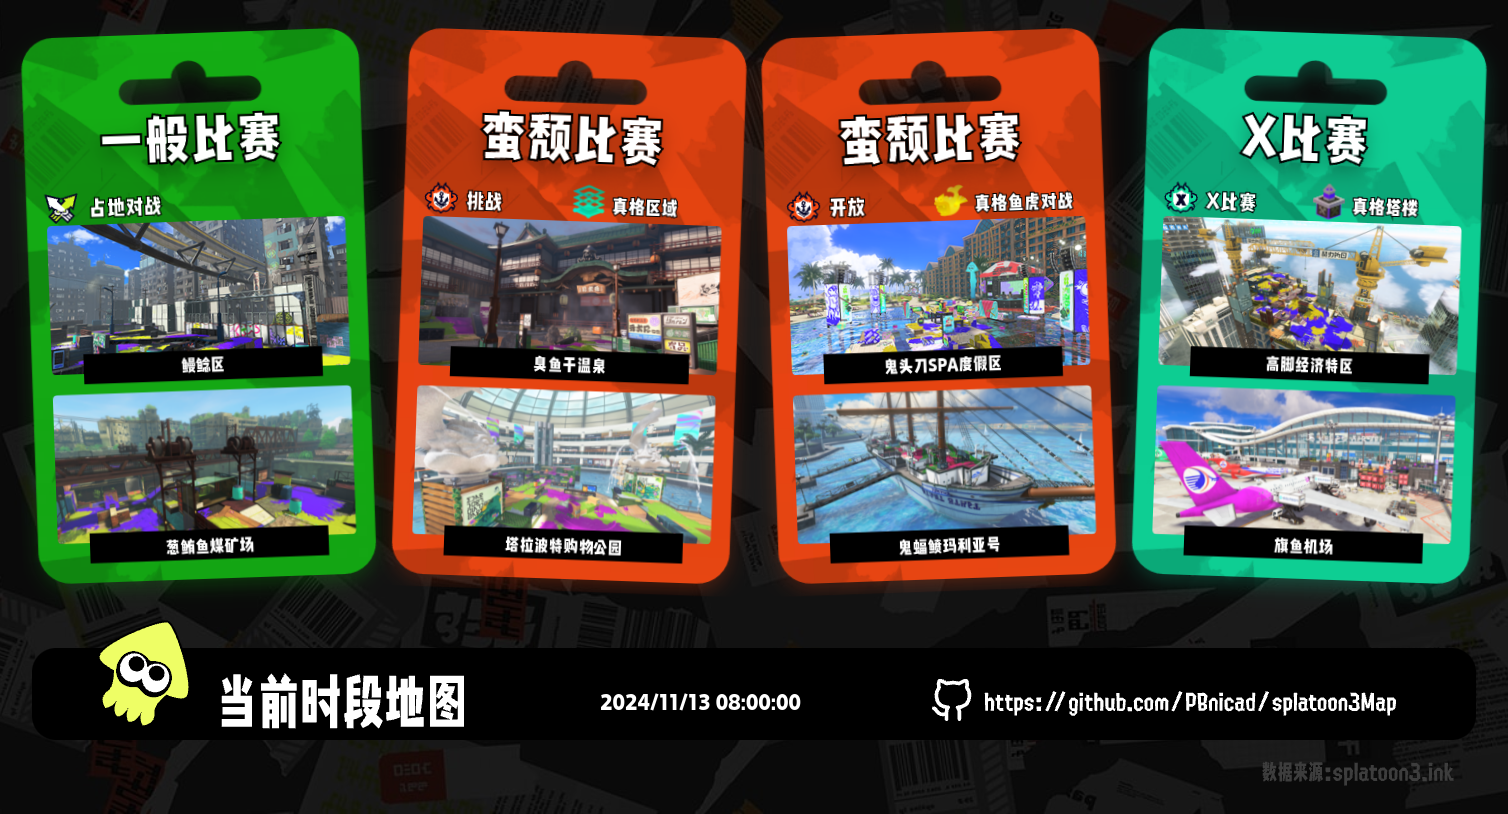 一般比赛
占地对战
鳗鲶区
葱鲔鱼煤矿场
蛮颓比赛
挑战
真格区域
臭鱼干温泉
塔拉波特购物公园
蛮颓比赛
开放
真格鱼虎对战
鬼头刀SPA度假区
鬼蝠鲼玛利亚号
X比赛
X比赛
真格塔楼
高脚经济特区
旗鱼机场
当前时段地图
2024/11/13 08:00:00
https://github.com/PBnicad/splatoon3Map
数据来源:splatoon3.ink